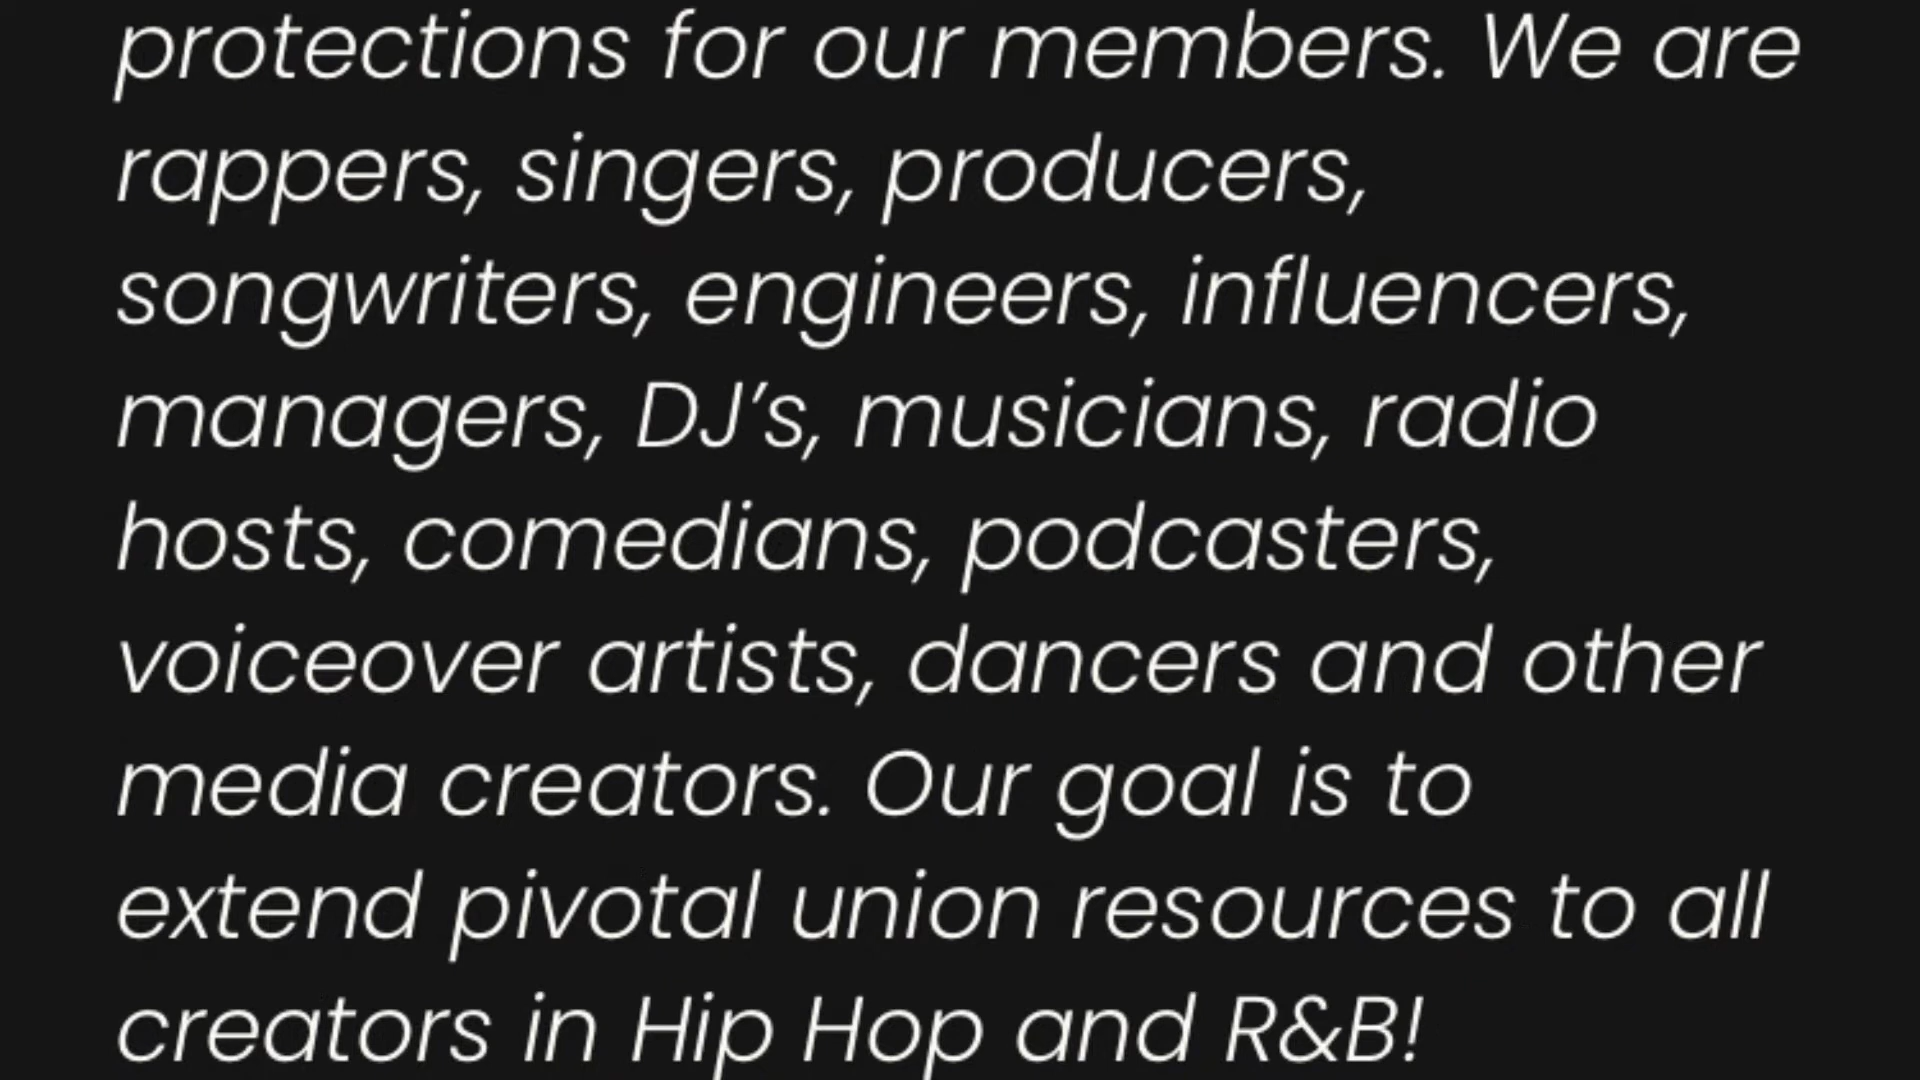 protections for our members. We are
rappers, singers, producers,
songwriters, engineers, influencers,
managers, DJ’s, musicians, radio
hosts, comedians, podcasters,
voiceover artists, dancers and other
media creators. Our goal is to
extend pivotal union resources to all
creators in Hip Hop and R&B!